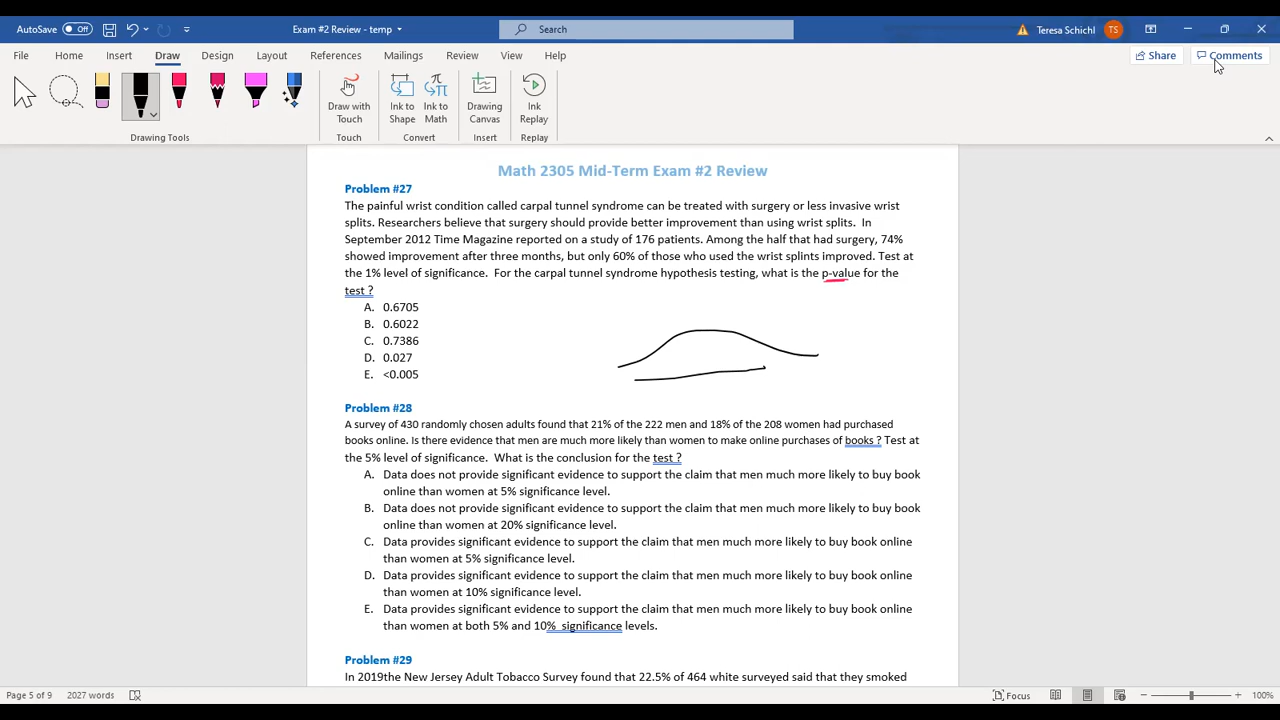 AutoSave Off Exam #2 Review - temp Search Teresa Schichl TS
File Home Insert Draw Design Layout References Mailings Review View Help Share Comments
Draw with Touch Ink to Shape Ink to Math Drawing Canvas Ink Replay
Drawing Tools Touch Convert Insert Replay
Math 2305 Mid-Term Exam #2 Review
Problem #27
The painful wrist condition called carpal tunnel syndrome can be treated with surgery or less invasive wrist
splits. Researchers believe that surgery should provide better improvement than using wrist splits. In
September 2012 Time Magazine reported on a study of 176 patients. Among the half that had surgery, 74%
showed improvement after three months, but only 60% of those who used the wrist splints improved. Test at
the 1% level of significance. For the carpal tunnel syndrome hypothesis testing, what is the p-value for the
test ?
A. 0.6705
B. 0.6022
C. 0.7386
D. 0.027
E. <0.005
Problem #28
A survey of 430 randomly chosen adults found that 21% of the 222 men and 18% of the 208 women had purchased
books online. Is there evidence that men are much more likely than women to make online purchases of books ? Test at
the 5% level of significance. What is the conclusion for the test ?
A. Data does not provide significant evidence to support the claim that men much more likely to buy book
online than women at 5% significance level.
B. Data does not provide significant evidence to support the claim that men much more likely to buy book
online than women at 20% significance level.
C. Data provides significant evidence to support the claim that men much more likely to buy book online
than women at 5% significance level.
D. Data provides significant evidence to support the claim that men much more likely to buy book online
than women at 10% significance level.
E. Data provides significant evidence to support the claim that men much more likely to buy book online
than women at both 5% and 10% significance levels.
Problem #29
In 2019the New Jersey Adult Tobacco Survey found that 22.5% of 464 white surveyed said that they smoked
Page 5 of 9 2027 words Focus 100%